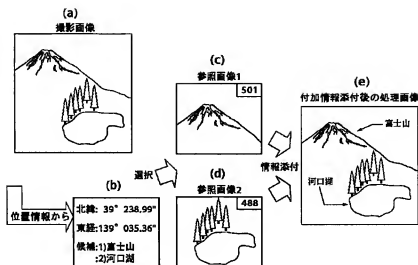 (a)
撮影画像
(c)
参照画像1
501
(e)
付加情報添付後の処理画像
富士山
河口湖
選択
情報添付
(d)
参照画像2
488
(b)
位置情報から
北緯: 39° 238.99"
東経:139° 035.36"
候補:1)富士山
:2)河口湖